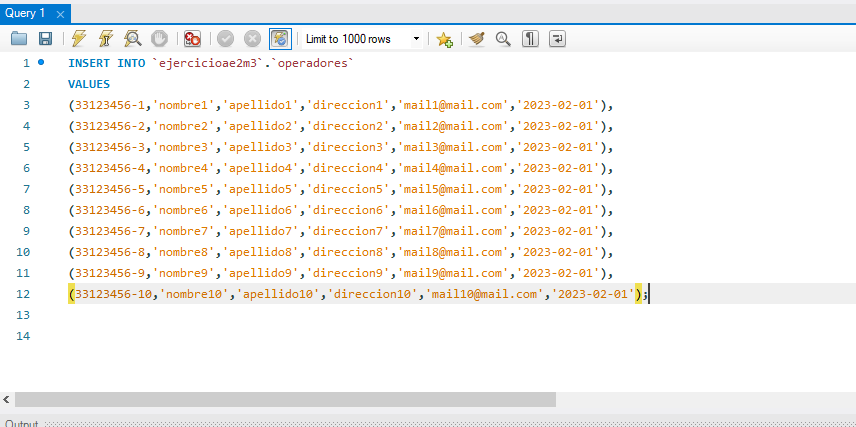 Query 1
Limit to 1000 rows
1 INSERT INTO `ejercicioae2m3`.`operadores`
2 VALUES
3 (33123456-1,'nombre1','apellido1','direccion1','mail1@mail.com','2023-02-01'),
4 (33123456-2,'nombre2','apellido2','direccion2','mail2@mail.com','2023-02-01'),
5 (33123456-3,'nombre3','apellido3','direccion3','mail3@mail.com','2023-02-01'),
6 (33123456-4,'nombre4','apellido4','direccion4','mail4@mail.com','2023-02-01'),
7 (33123456-5,'nombre5','apellido5','direccion5','mail5@mail.com','2023-02-01'),
8 (33123456-6,'nombre6','apellido6','direccion6','mail6@mail.com','2023-02-01'),
9 (33123456-7,'nombre7','apellido7','direccion7','mail7@mail.com','2023-02-01'),
10 (33123456-8,'nombre8','apellido8','direccion8','mail8@mail.com','2023-02-01'),
11 (33123456-9,'nombre9','apellido9','direccion9','mail9@mail.com','2023-02-01'),
12 (33123456-10,'nombre10','apellido10','direccion10','mail10@mail.com','2023-02-01');
13
14
Output